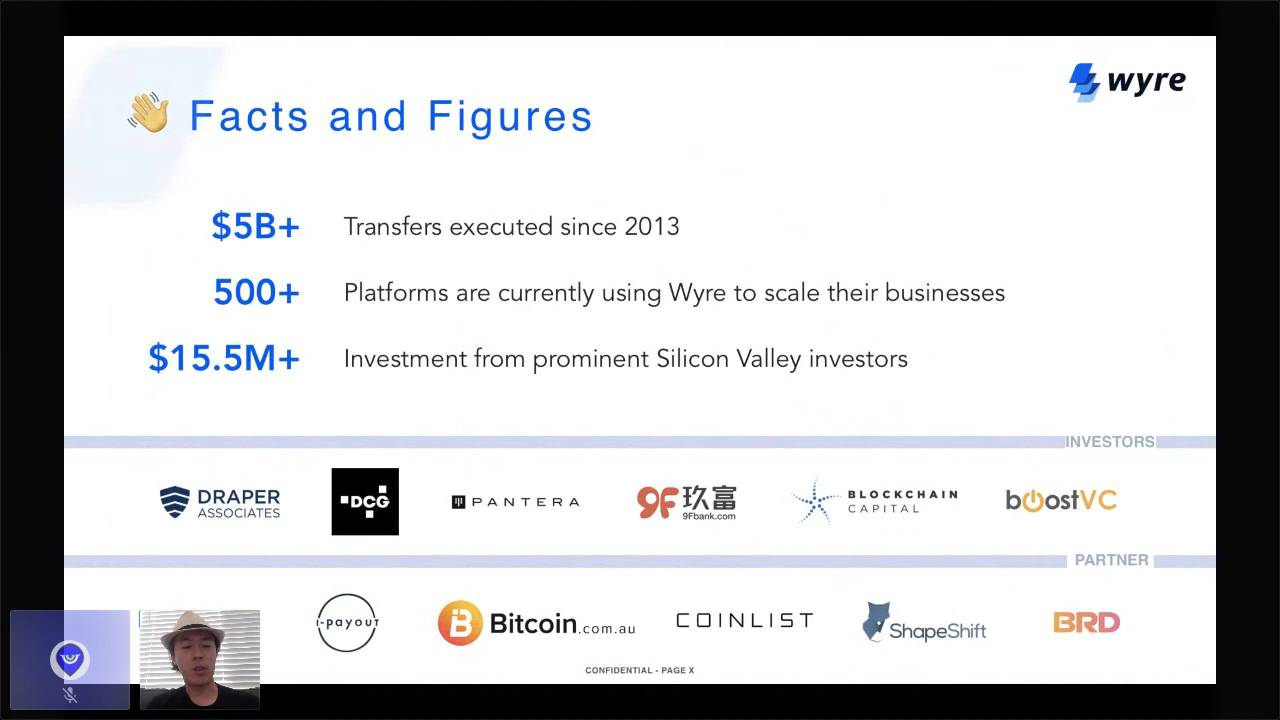 wyre
👋 Facts and Figures
$5B+ Transfers executed since 2013
500+ Platforms are currently using Wyre to scale their businesses
$15.5M+ Investment from prominent Silicon Valley investors
INVESTORS
DRAPER
ASSOCIATES
DCG
PANTERA
9F 玖富
9Fbank.com
BLOCKCHAIN
CAPITAL
boostVC
PARTNER
i-payout
Bitcoin.com.au
COINLIST
ShapeShift
BRD
CONFIDENTIAL - PAGE X